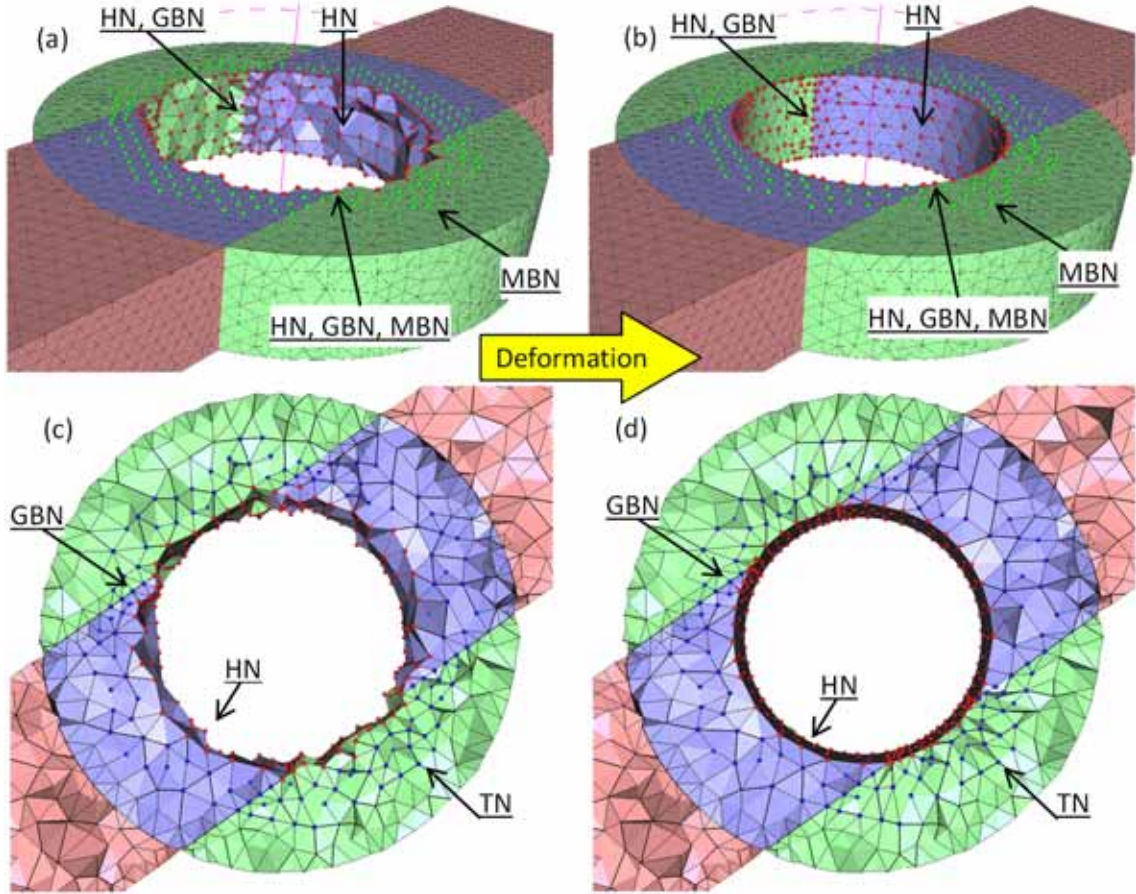 (a)
HN, GBN
HN
MBN
HN, GBN, MBN
(b)
HN, GBN
HN
MBN
HN, GBN, MBN
Deformation
(c)
GBN
HN
TN
(d)
GBN
HN
TN